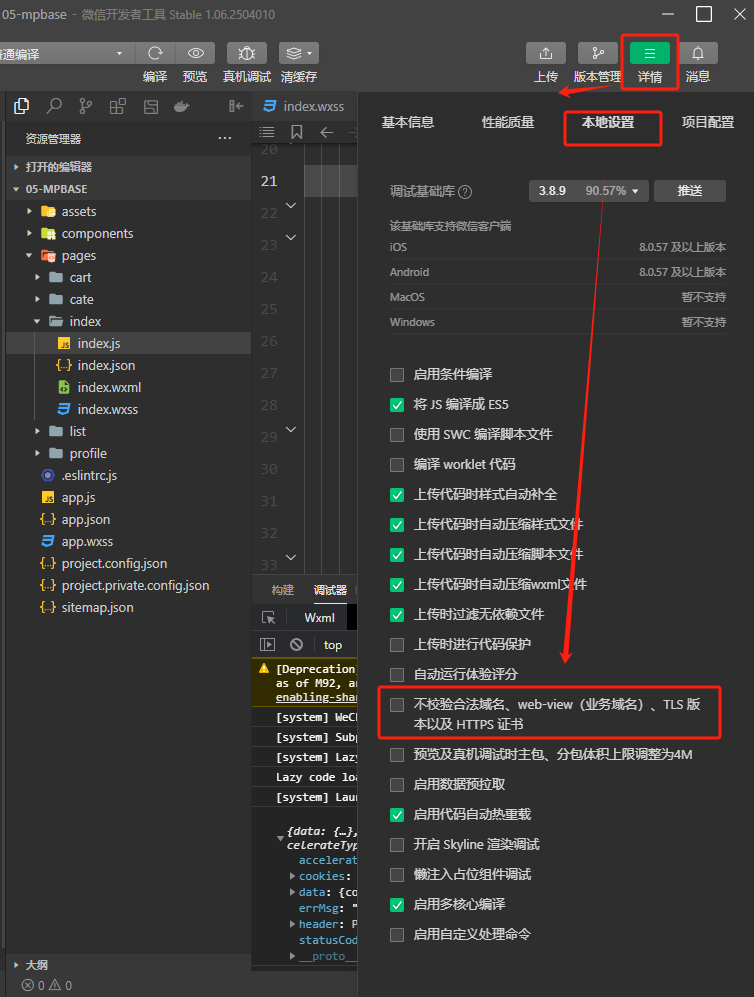 05-mpbase - 微信开发者工具 Stable 1.06.2504010
通编译
编译
预览
真机调试
清缓存
上传
版本管理
详情
消息
资源管理器
打开的编辑器
05-MPBASE
assets
components
pages
cart
cate
index
index.js
index.json
index.wxml
index.wxss
list
profile
.eslintrc.js
app.js
app.json
app.wxss
project.config.json
project.private.config.json
sitemap.json
大纲
0 0
index.wxss
20
21
22
23
24
25
26
27
28
29
30
31
32
33
构建
调试器
Wxml
top
[Deprecation]
as of M92, a
enabling-sha
[system] WeC
[system] Sub
[system] Laz
Lazy code loa
[system] Lau
{data: {…},
celerateTyp
accelerat
cookies:
data: {co
errMsg: "
header: P
statusCod
__proto__
基本信息
性能质量
本地设置
项目配置
调试基础库
3.8.9 90.57%
推送
该基础库支持微信客户端
iOS 8.0.57 及以上版本
Android 8.0.57 及以上版本
MacOS 暂不支持
Windows 暂不支持
启用条件编译
将 JS 编译成 ES5
使用 SWC 编译脚本文件
编译 worklet 代码
上传代码时样式自动补全
上传代码时自动压缩样式文件
上传代码时自动压缩脚本文件
上传代码时自动压缩wxml文件
上传时过滤无依赖文件
上传时进行代码保护
自动运行体验评分
不校验合法域名、web-view（业务域名）、TLS 版
本以及 HTTPS 证书
预览及真机调试时主包、分包体积上限调整为4M
启用数据预拉取
启用代码自动热重载
开启 Skyline 渲染调试
懒注入占位组件调试
启用多核心编译
启用自定义处理命令